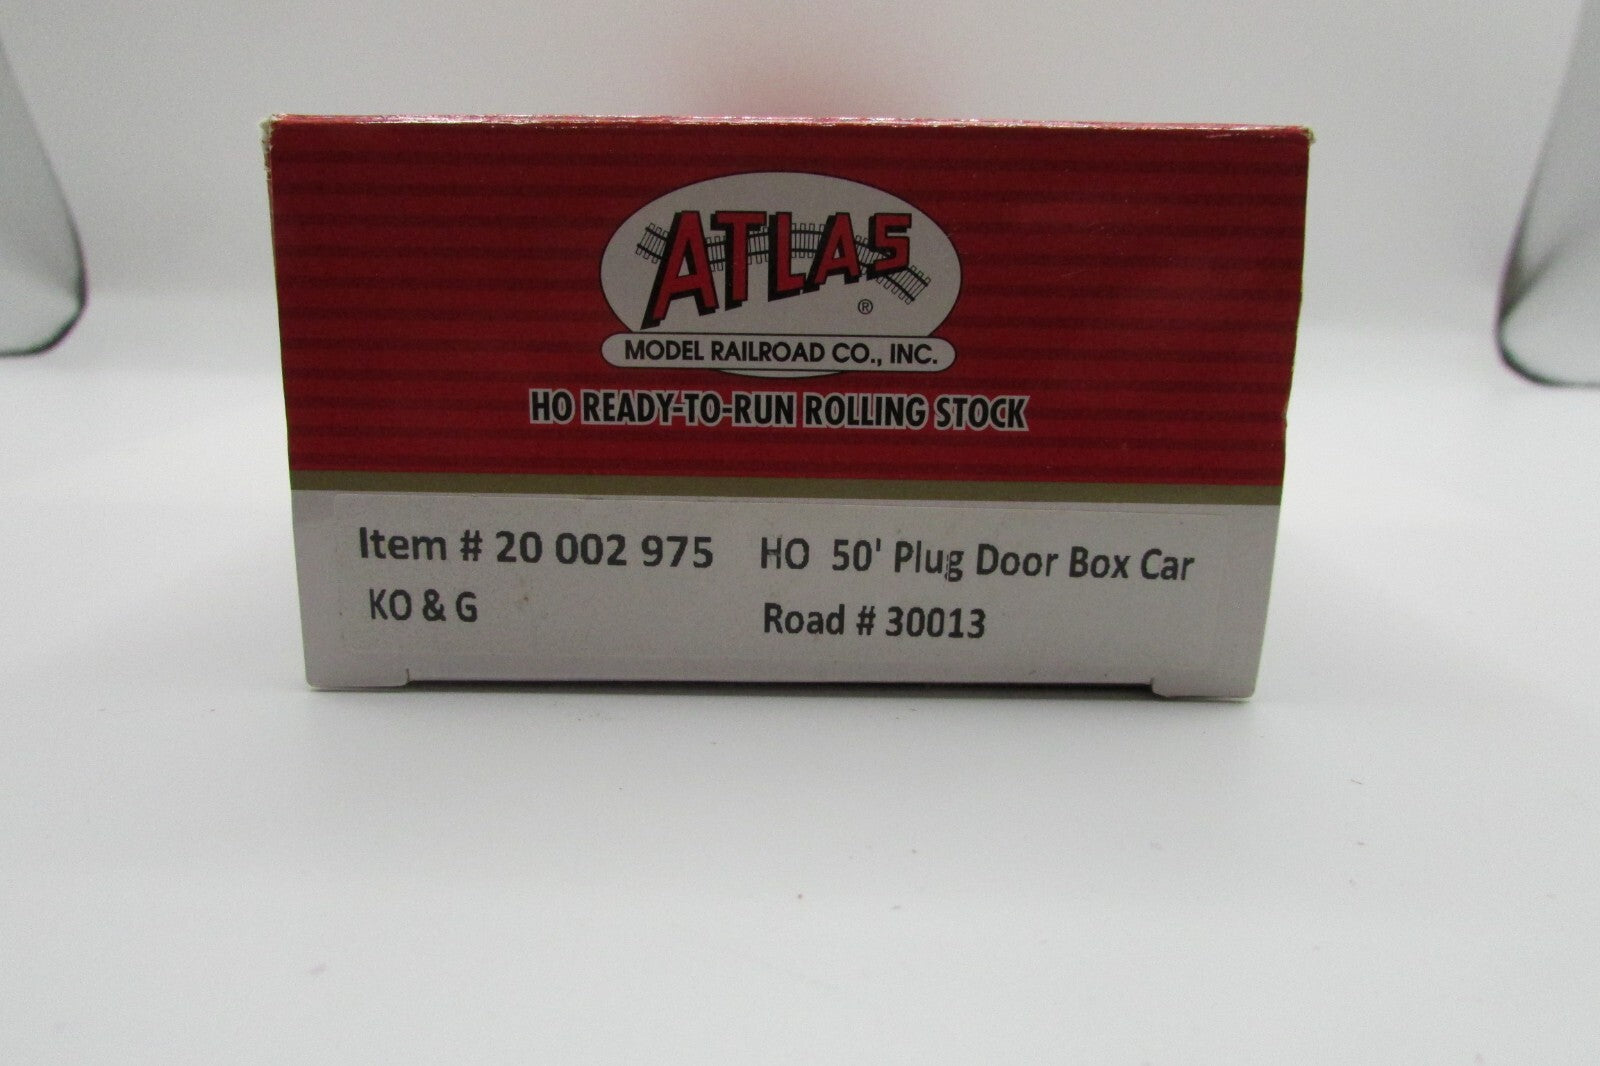 ATLAS
®
MODEL RAILROAD CO., INC.
HO READY-TO-RUN ROLLING STOCK
Item # 20 002 975 HO 50' Plug Door Box Car
KO & G Road # 30013